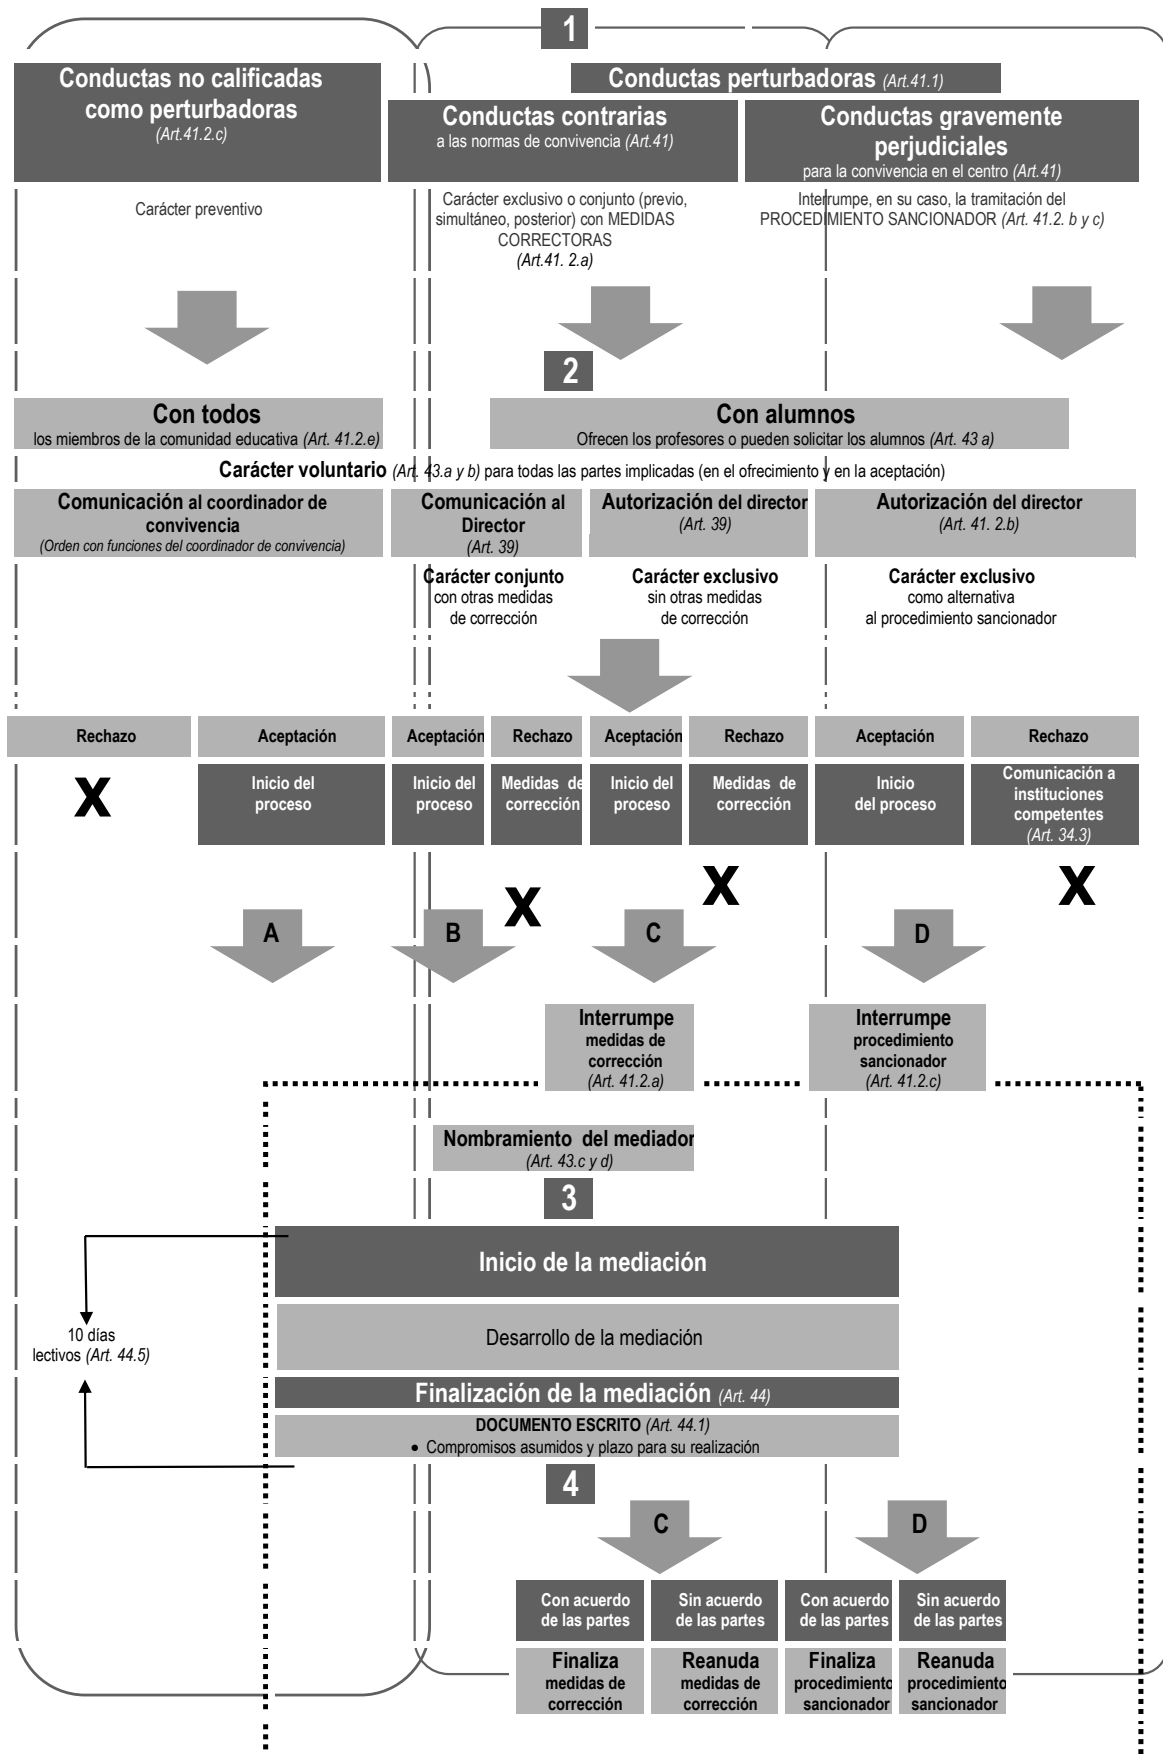 1
Conductas no calificadas
como perturbadoras
(Art.41.2.c)
Conductas perturbadoras (Art.41.1)
Conductas contrarias
a las normas de convivencia (Art.41)
Conductas gravemente
perjudiciales
para la convivencia en el centro (Art.41)
Carácter preventivo
Carácter exclusivo o conjunto (previo,
simultáneo, posterior) con MEDIDAS
CORRECTORAS
(Art.41. 2.a)
Interrumpe, en su caso, la tramitación del
PROCEDIMIENTO SANCIONADOR (Art. 41.2. b y c)
2
Con todos
los miembros de la comunidad educativa (Art. 41.2.e)
Con alumnos
Ofrecen los profesores o pueden solicitar los alumnos (Art. 43 a)
Carácter voluntario (Art. 43.a y b) para todas las partes implicadas (en el ofrecimiento y en la aceptación)
Comunicación al coordinador de
convivencia
(Orden con funciones del coordinador de convivencia)
Comunicación al
Director
(Art. 39)
Autorización del director
(Art. 39)
Autorización del director
(Art. 41. 2.b)
Carácter conjunto
con otras medidas
de corrección
Carácter exclusivo
sin otras medidas
de corrección
Carácter exclusivo
como alternativa
al procedimiento sancionador
Rechazo
Aceptación
Aceptación
Rechazo
Aceptación
Rechazo
Aceptación
Rechazo
X
Inicio del
proceso
Inicio del
proceso
Medidas de
corrección
Inicio del
proceso
Medidas de
corrección
Inicio
del proceso
Comunicación a
instituciones
competentes
(Art. 34.3)
X
X
X
A
B
C
D
Interrumpe
medidas de
corrección
(Art. 41.2.a)
Interrumpe
procedimiento
sancionador
(Art. 41.2.c)
Nombramiento del mediador
(Art. 43.c y d)
3
Inicio de la mediación
Desarrollo de la mediación
10 días
lectivos (Art. 44.5)
Finalización de la mediación (Art. 44)
DOCUMENTO ESCRITO (Art. 44.1)
• Compromisos asumidos y plazo para su realización
4
C
D
Con acuerdo
de las partes
Sin acuerdo
de las partes
Con acuerdo
de las partes
Sin acuerdo
de las partes
Finaliza
medidas de
corrección
Reanuda
medidas de
corrección
Finaliza
procedimiento
sancionador
Reanuda
procedimiento
sancionador